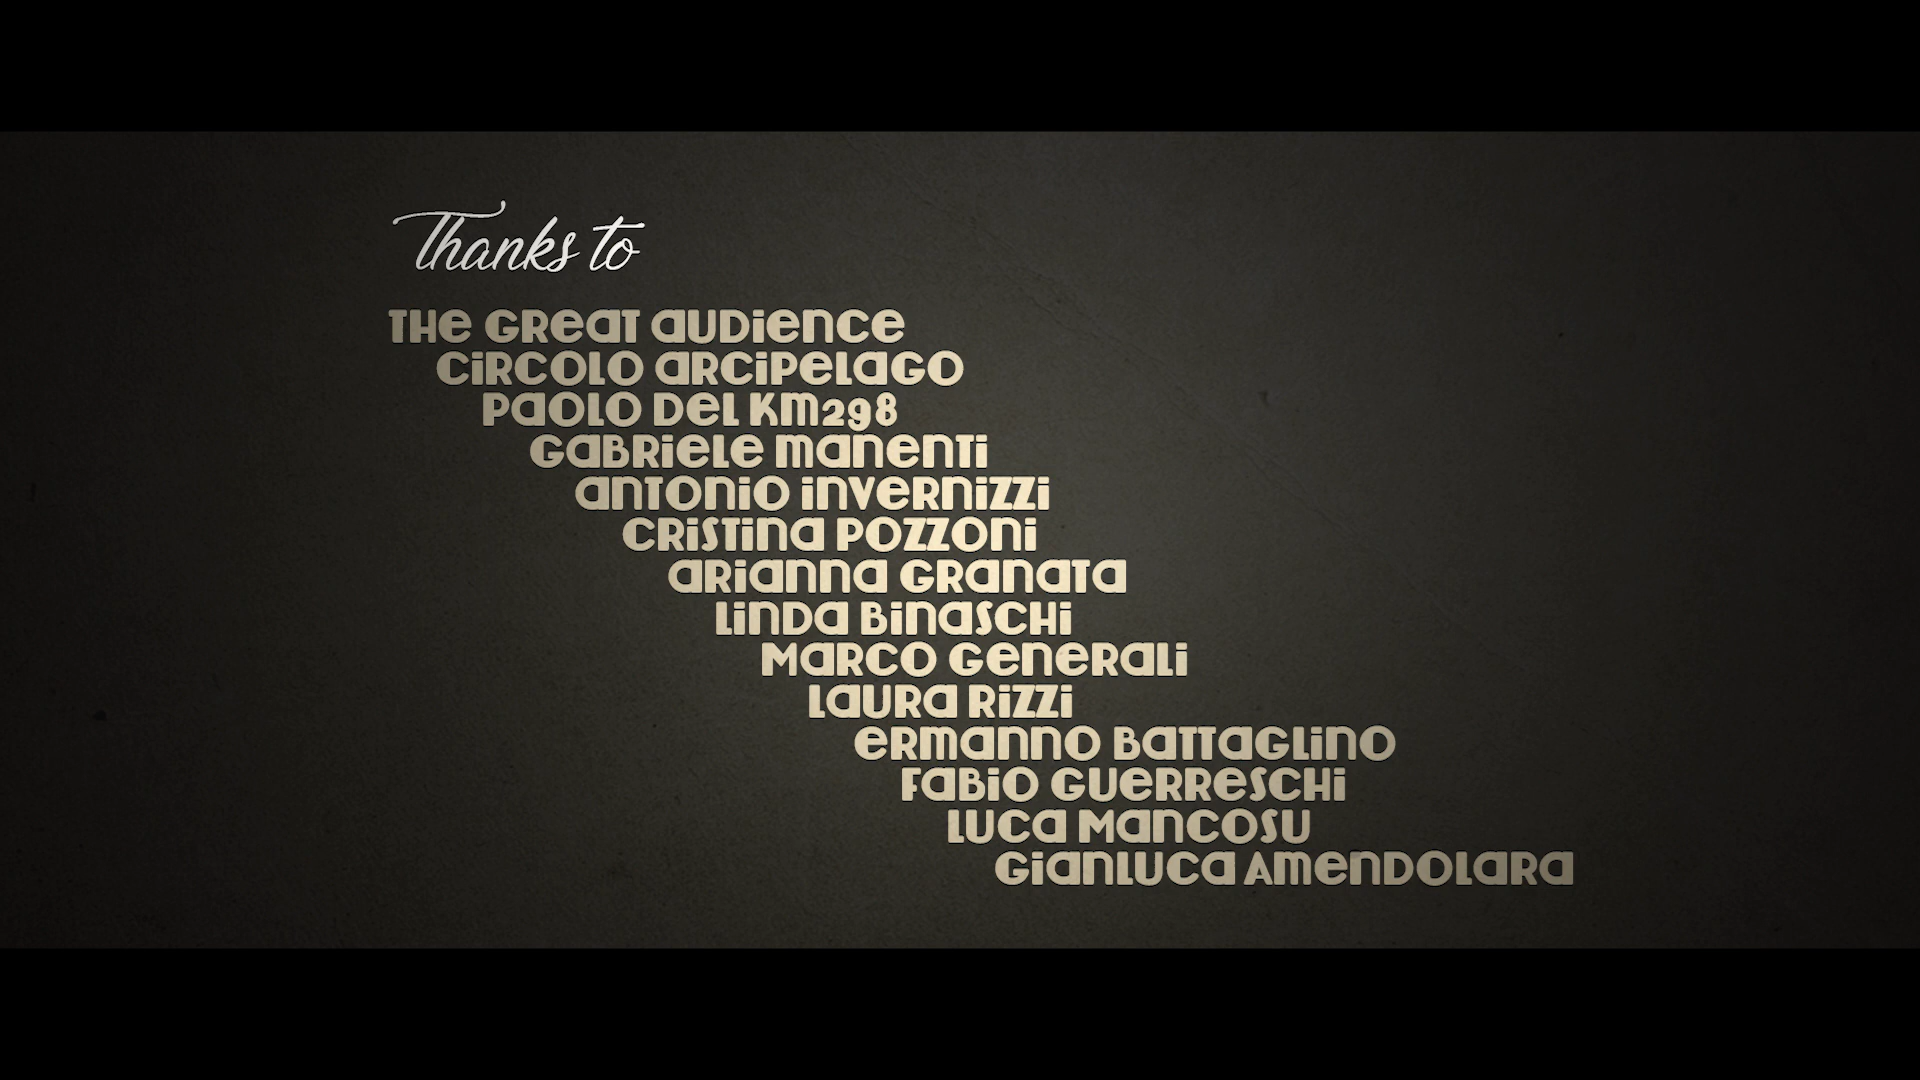 Thanks to
THe GReaT aUDience
CiRCOLO aRCiPeLaGO
PaOLO DeL Km298
GaBRieLe manenTi
anTOniO inveRniZZi
CRiSTina POZZOni
aRianna GRanaTa
LinDa BinaSCHi
MaRCO GeneRaLi
LaURa RiZZi
eRmannO BaTTaGLinO
FaBiO GUeRReSCHi
LUCa MancOSU
GianLUCa AmenDOLaRa